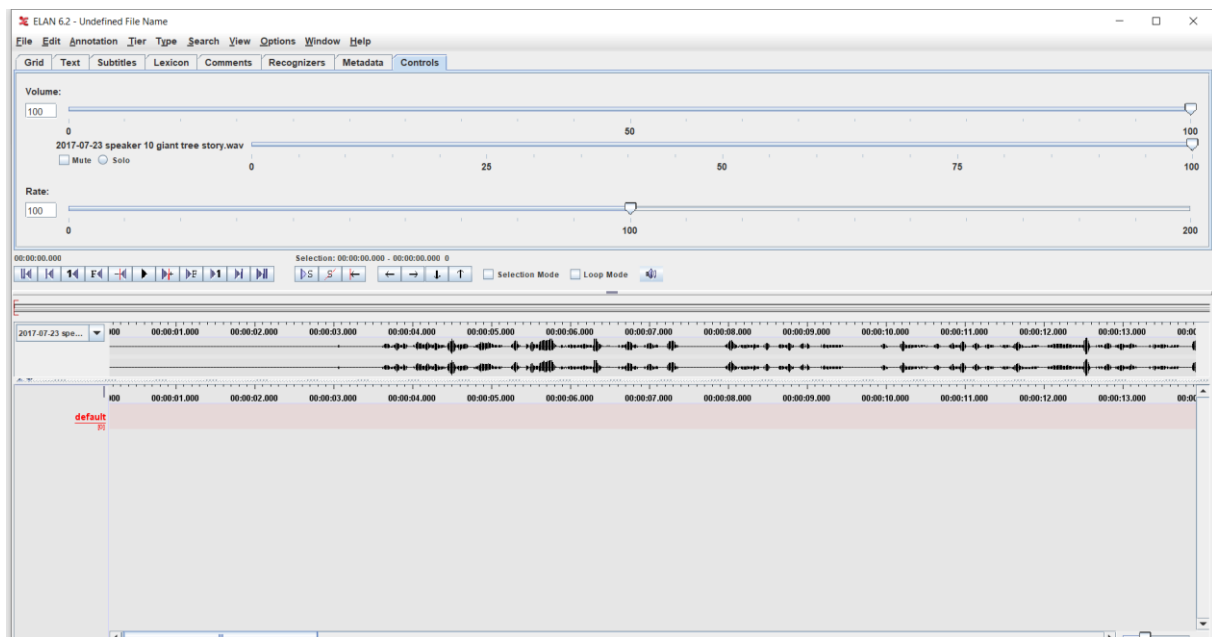 ELAN 6.2 - Undefined File Name
File Edit Annotation Tier Type Search View Options Window Help
Grid Text Subtitles Lexicon Comments Recognizers Metadata Controls
Volume:
100
0 50 100
2017-07-23 speaker 10 giant tree story.wav
Mute Solo
0 25 50 75 100
Rate:
100
0 100 200
00:00:00.000 Selection: 00:00:00.000 - 00:00:00.000 0
1 F F 1 S S Selection Mode Loop Mode
2017-07-23 spe... 00:00:01.000 00:00:02.000 00:00:03.000 00:00:04.000 00:00:05.000 00:00:06.000 00:00:07.000 00:00:08.000 00:00:09.000 00:00:10.000 00:00:11.000 00:00:12.000 00:00:13.000
00:00:01.000 00:00:02.000 00:00:03.000 00:00:04.000 00:00:05.000 00:00:06.000 00:00:07.000 00:00:08.000 00:00:09.000 00:00:10.000 00:00:11.000 00:00:12.000 00:00:13.000
default
[0]